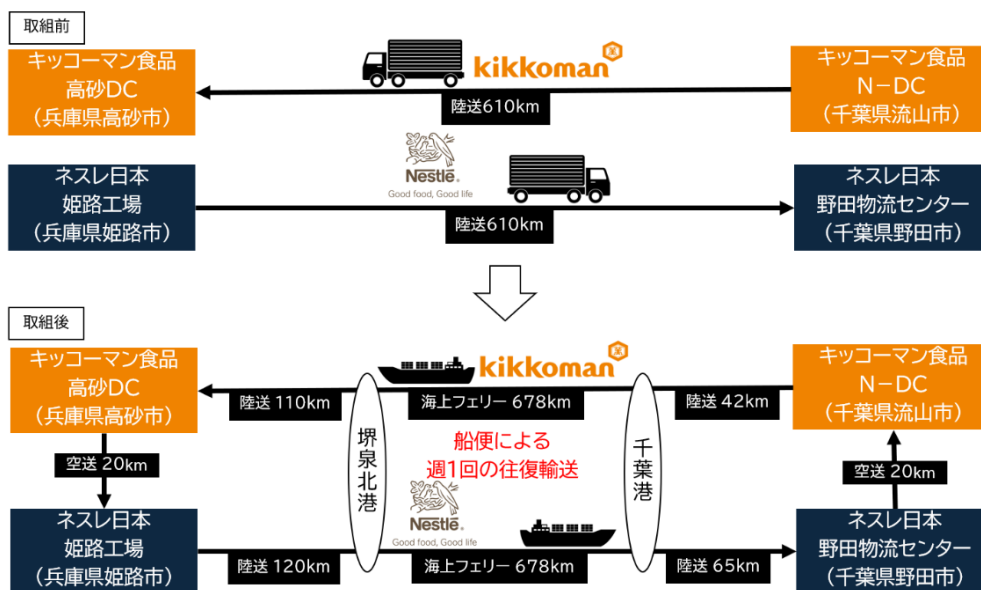 取組前
キッコーマン食品
高砂DC
(兵庫県高砂市)
kikkoman
陸送610km
キッコーマン食品
N-DC
(千葉県流山市)
ネスレ日本
姫路工場
(兵庫県姫路市)
Nestlé®
Good food, Good life
陸送610km
ネスレ日本
野田物流センター
(千葉県野田市)
取組後
キッコーマン食品
高砂DC
(兵庫県高砂市)
陸送 110km
堺泉北港
kikkoman
海上フェリー 678km
千葉港
陸送 42km
キッコーマン食品
N-DC
(千葉県流山市)
空送 20km
船便による
週1回の往復輸送
空送 20km
ネスレ日本
姫路工場
(兵庫県姫路市)
陸送 120km
Nestlé®
Good food, Good life
海上フェリー 678km
陸送 65km
ネスレ日本
野田物流センター
(千葉県野田市)